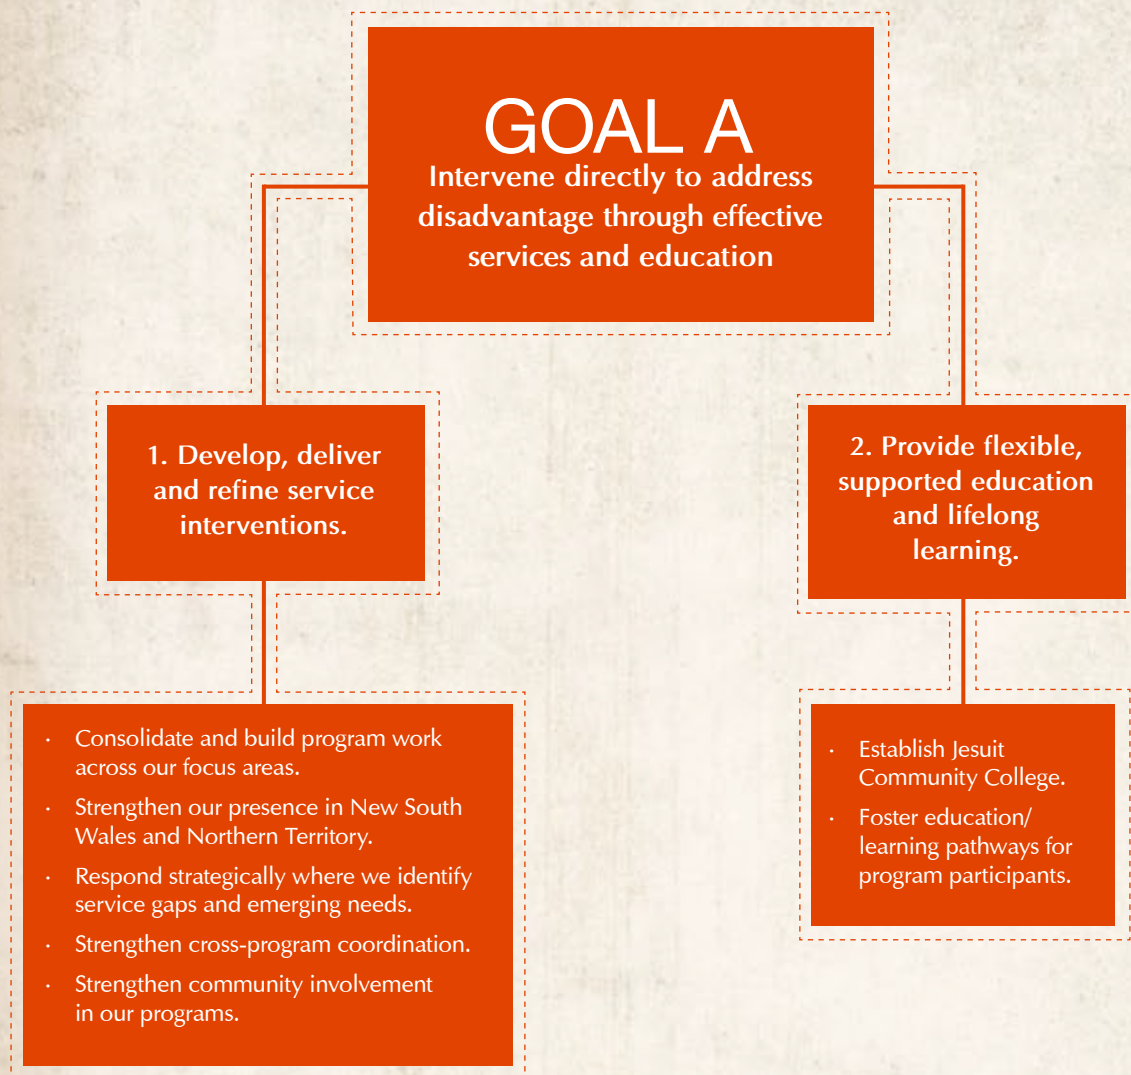 GOAL A
Intervene directly to address
disadvantage through effective
services and education
1. Develop, deliver
and refine service
interventions.
2. Provide flexible,
supported education
and lifelong
learning.
· Consolidate and build program work
across our focus areas.
· Strengthen our presence in New South
Wales and Northern Territory.
· Respond strategically where we identify
service gaps and emerging needs.
· Strengthen cross-program coordination.
· Strengthen community involvement
in our programs.
· Establish Jesuit
Community College.
· Foster education/
learning pathways for
program participants.